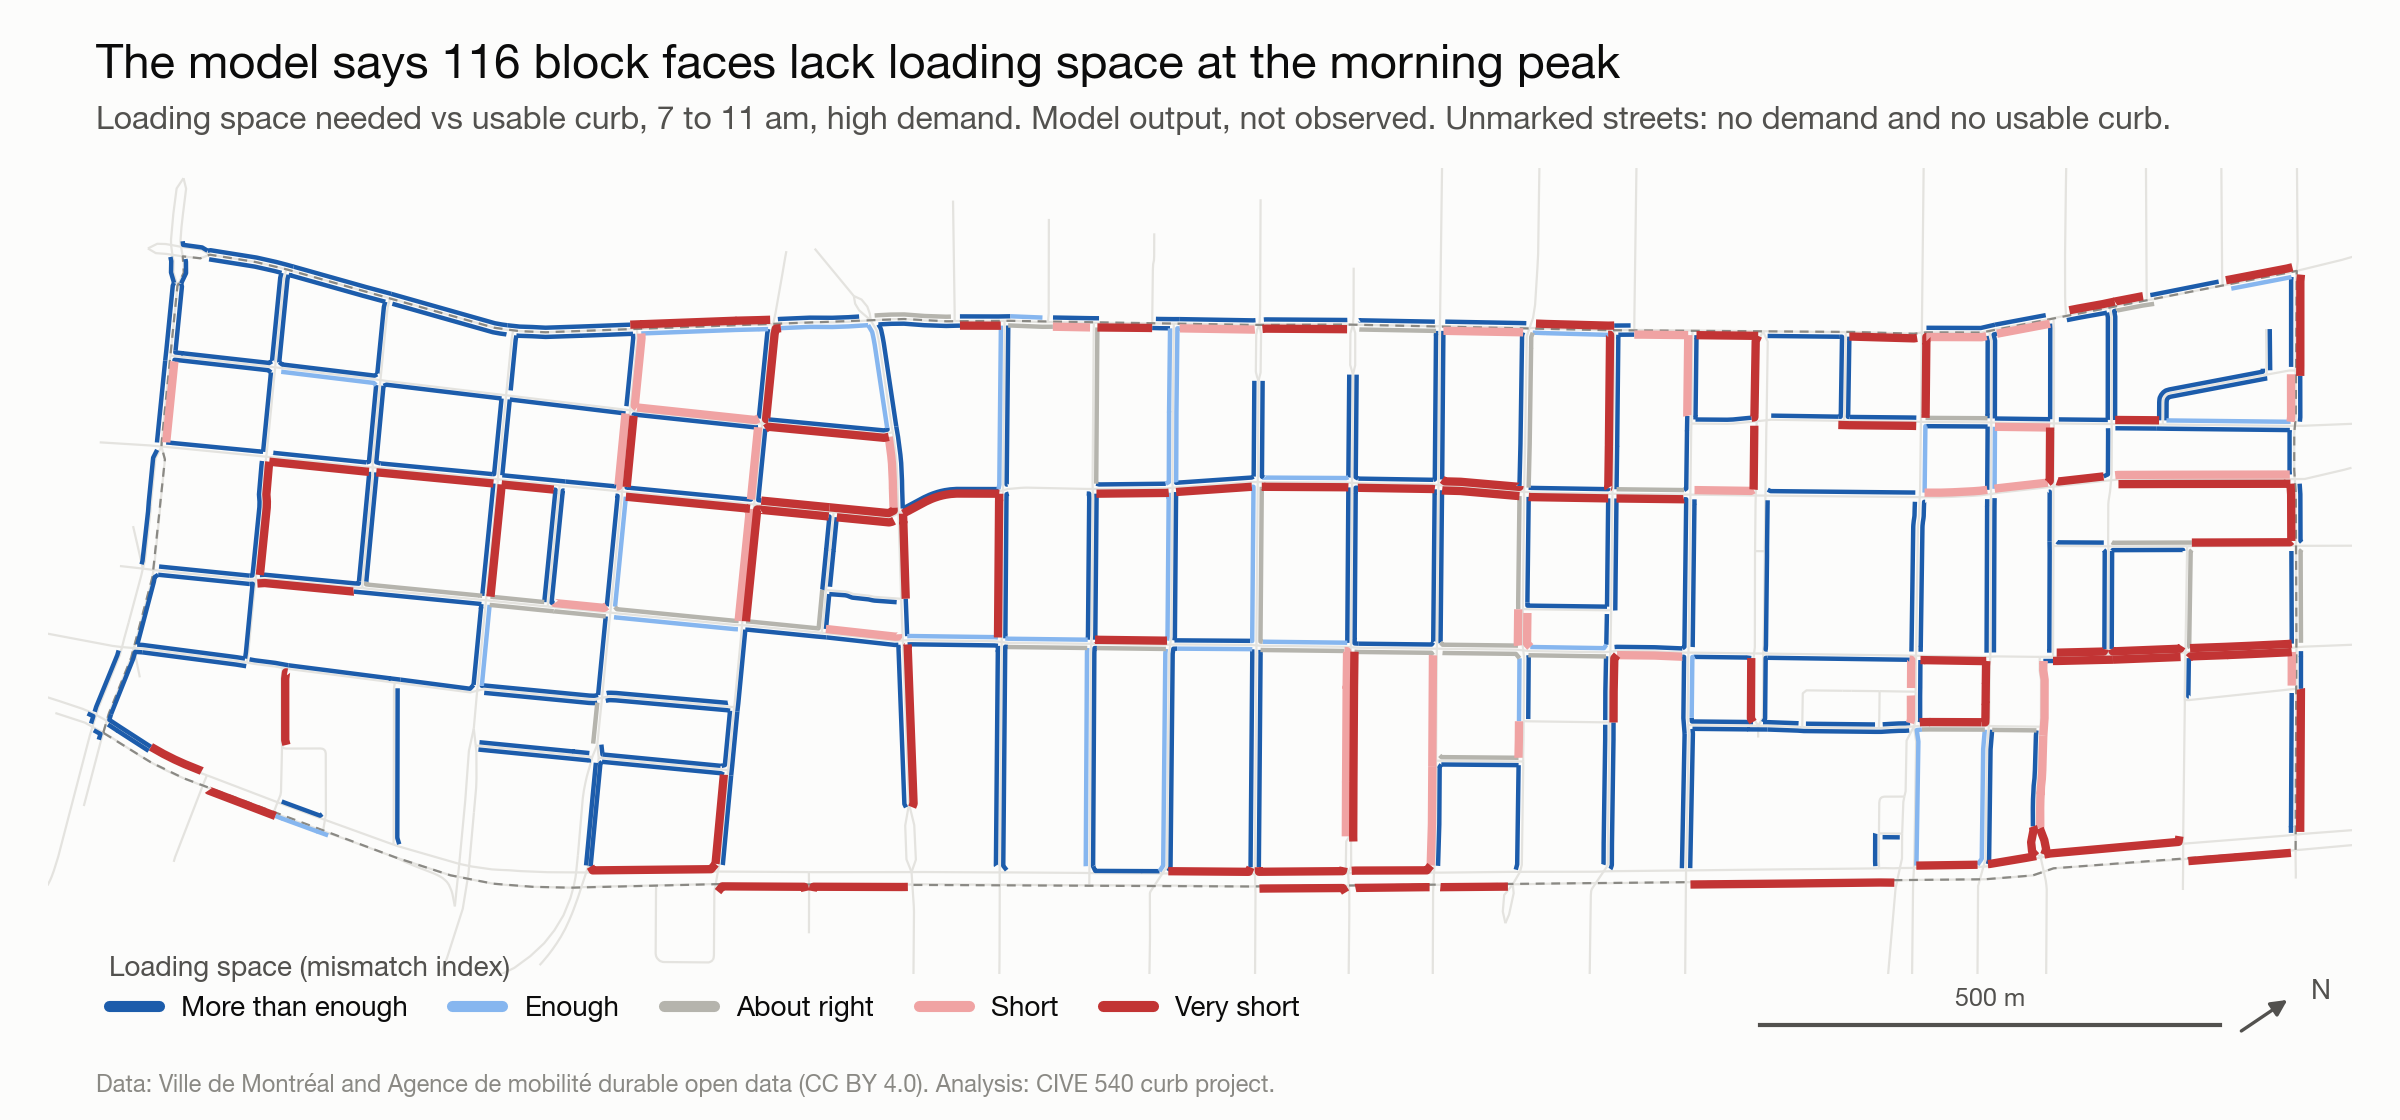 The model says 116 block faces lack loading space at the morning peak
Loading space needed vs usable curb, 7 to 11 am, high demand. Model output, not observed. Unmarked streets: no demand and no usable curb.
Loading space (mismatch index)
More than enough Enough About right Short Very short
500 m
N
Data: Ville de Montréal and Agence de mobilité durable open data (CC BY 4.0). Analysis: CIVE 540 curb project.